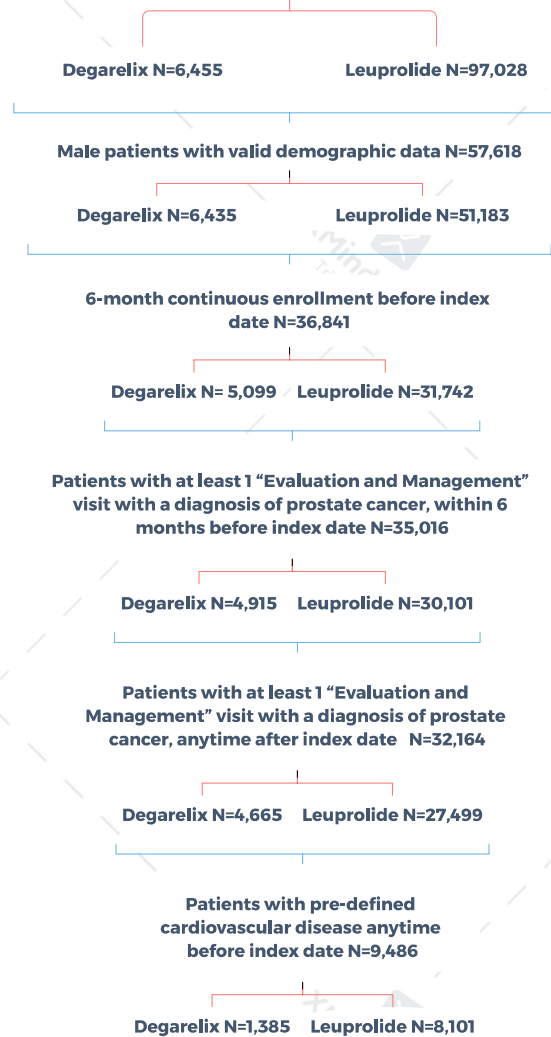 Degarelix N=6,455 Leuprolide N=97,028
Male patients with valid demographic data N=57,618
Degarelix N=6,435 Leuprolide N=51,183
6-month continuous enrollment before index
date N=36,841
Degarelix N= 5,099 Leuprolide N=31,742
Patients with at least 1 “Evaluation and Management”
visit with a diagnosis of prostate cancer, within 6
months before index date N=35,016
Degarelix N=4,915 Leuprolide N=30,101
Patients with at least 1 “Evaluation and
Management” visit with a diagnosis of prostate
cancer, anytime after index date N=32,164
Degarelix N=4,665 Leuprolide N=27,499
Patients with pre-defined
cardiovascular disease anytime
before index date N=9,486
Degarelix N=1,385 Leuprolide N=8,101